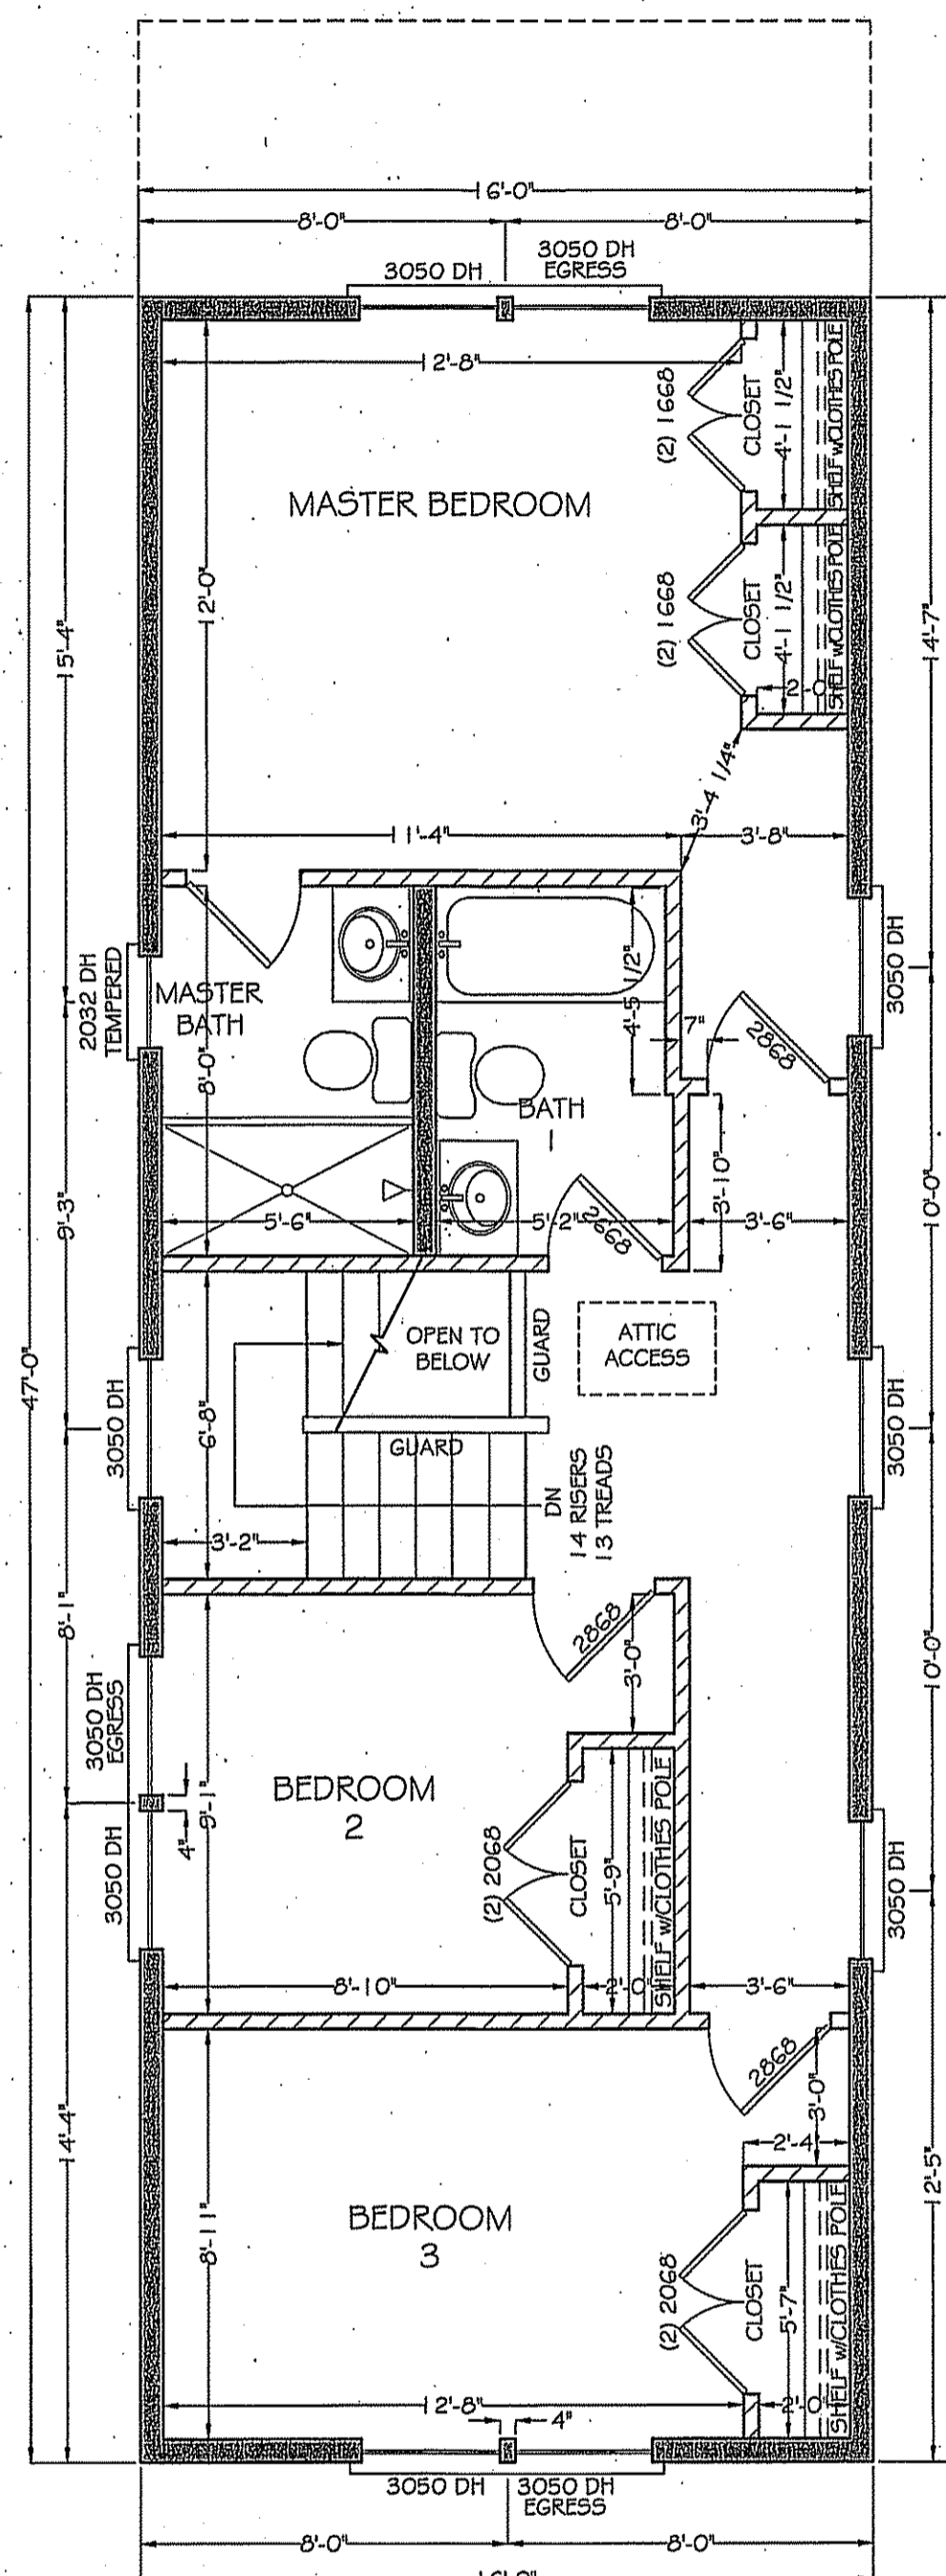 16'-0"
8'-0" 8'-0"
3050 DH
3050 DH
EGRESS
12'-8"
(2) 1668
CLOSET
4'-1 1/2"
SHELF w/CLOTHES POLE
MASTER BEDROOM
12'-0"
(2) 1668
CLOSET
4'-1 1/2"
SHELF w/CLOTHES POLE
2'-0
15'-4"
14'-7"
3'-4 1/4"
11'-4"
3'-8"
2032 DH
TEMPERED
MASTER
BATH
8'-0"
4'-5 1/2"
7"
2868
3050 DH
BATH
1
3'-10"
9'-3"
10'-0"
5'-6"
5'-2"
2668
3'-6"
47'-0"
3050 DH
6'-8"
OPEN TO
BELOW
GUARD
ATTIC
ACCESS
3050 DH
GUARD
DN
14 RISERS
13 TREADS
3'-2"
8'-1"
10'-0"
2868
3'-0"
3050 DH
EGRESS
4"
9'-1"
BEDROOM
2
3050 DH
(2) 2068
CLOSET
5'-9"
SHELF w/CLOTHES POLE
3050 DH
8'-10"
2'-0"
3'-6"
2868
3'-0"
14'-4"
2'-4
12'-5"
8'-11"
BEDROOM
3
(2) 2068
CLOSET
5'-7"
SHELF w/CLOTHES POLE
12'-8"
4"
2'-0"
3050 DH
3050 DH
EGRESS
8'-0" 8'-0"